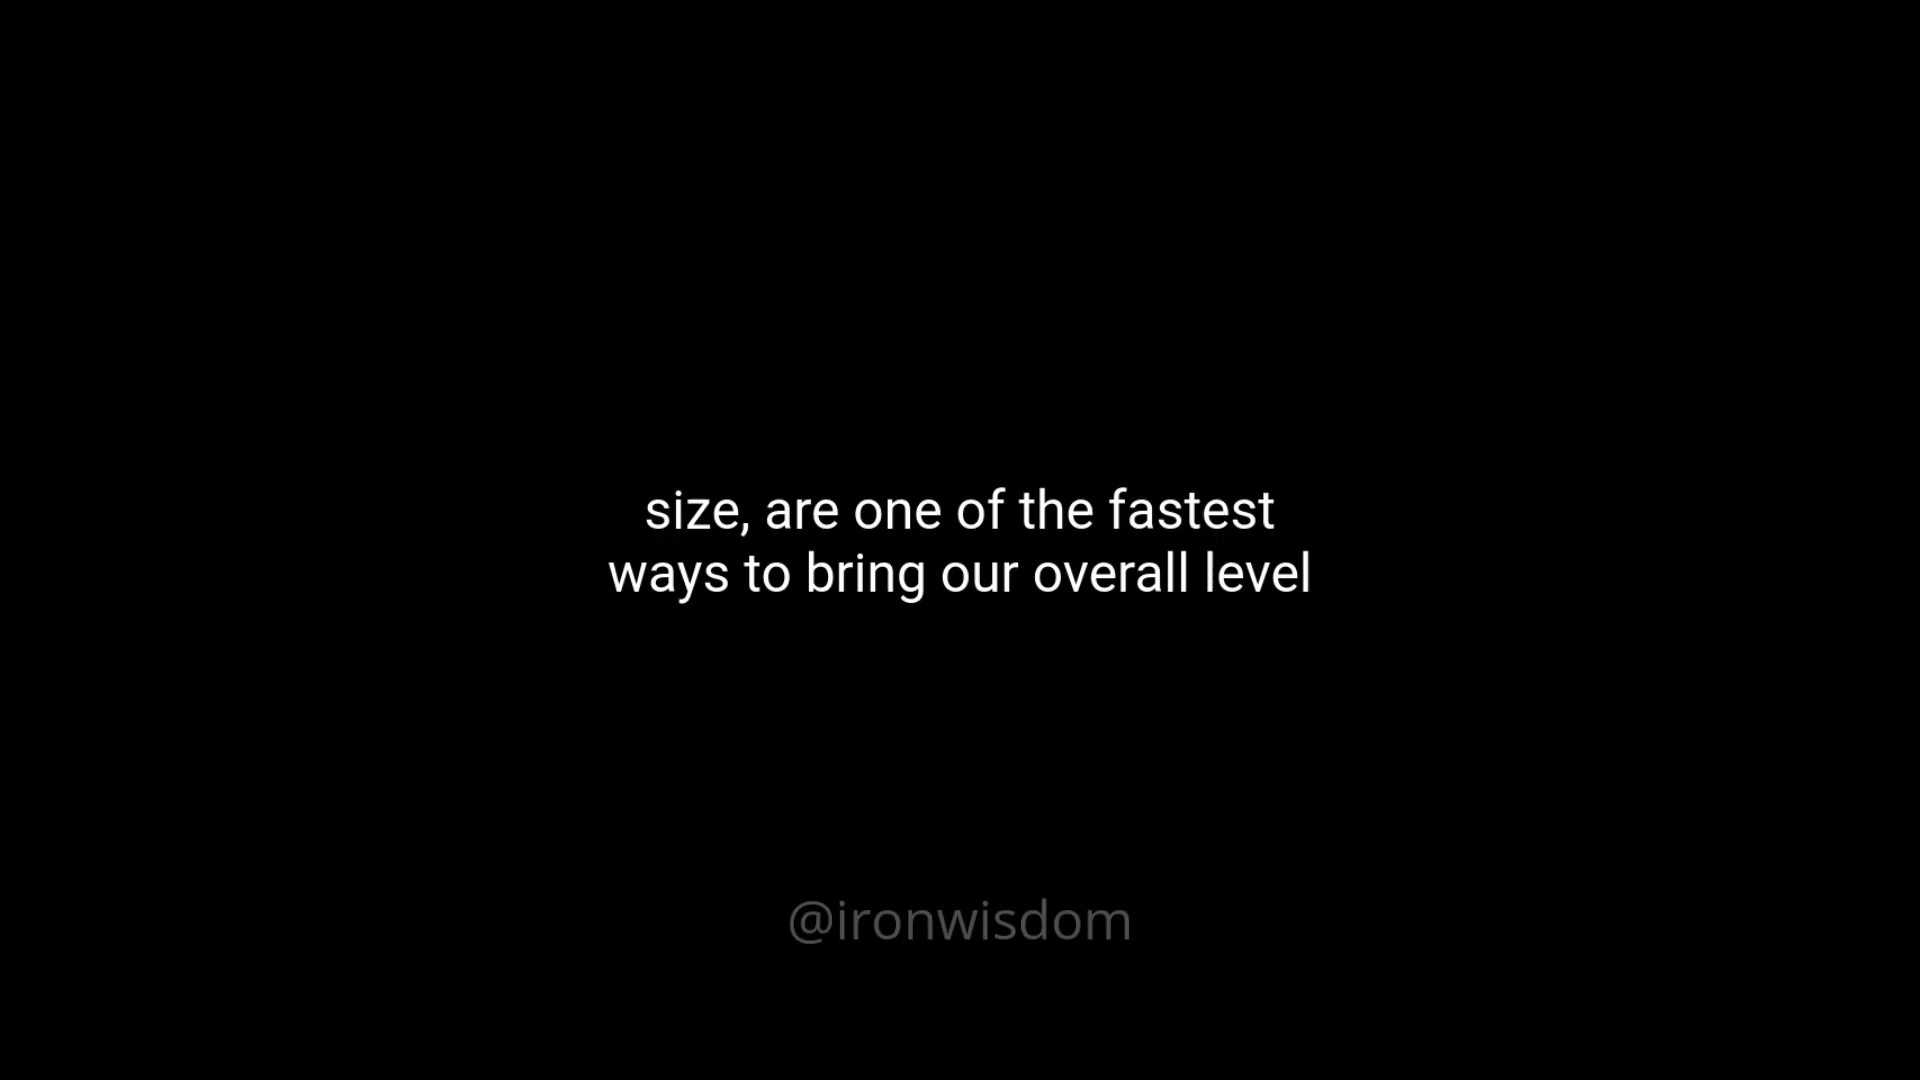 size, are one of the fastest
ways to bring our overall level
@ironwisdom